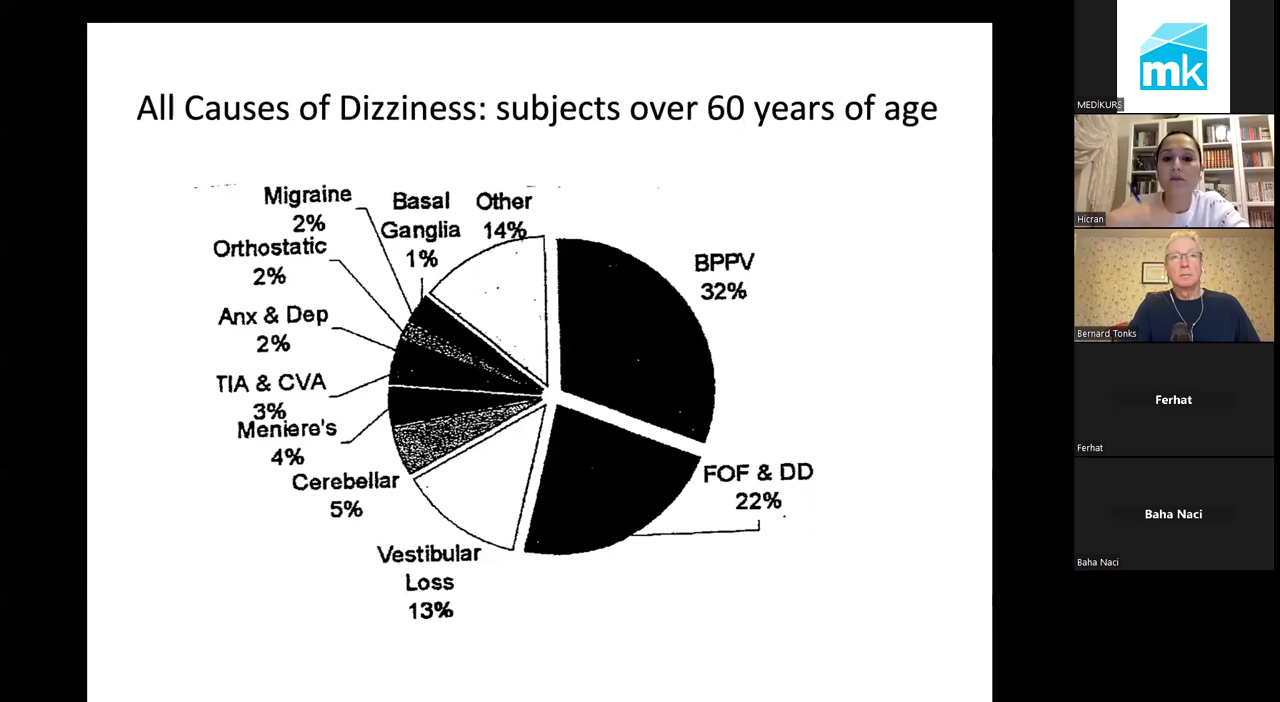 All Causes of Dizziness: subjects over 60 years of age
Migraine
2%
Basal
Ganglia
1%
Other
14%
Orthostatic
2%
BPPV
32%
Anx & Dep
2%
TIA & CVA
3%
Meniere's
4%
Cerebellar
5%
FOF & DD
22%
Vestibular
Loss
13%
mk
MEDİKURS
Hicran
Bernard Tonks
Ferhat
Ferhat
Baha Naci
Baha Naci